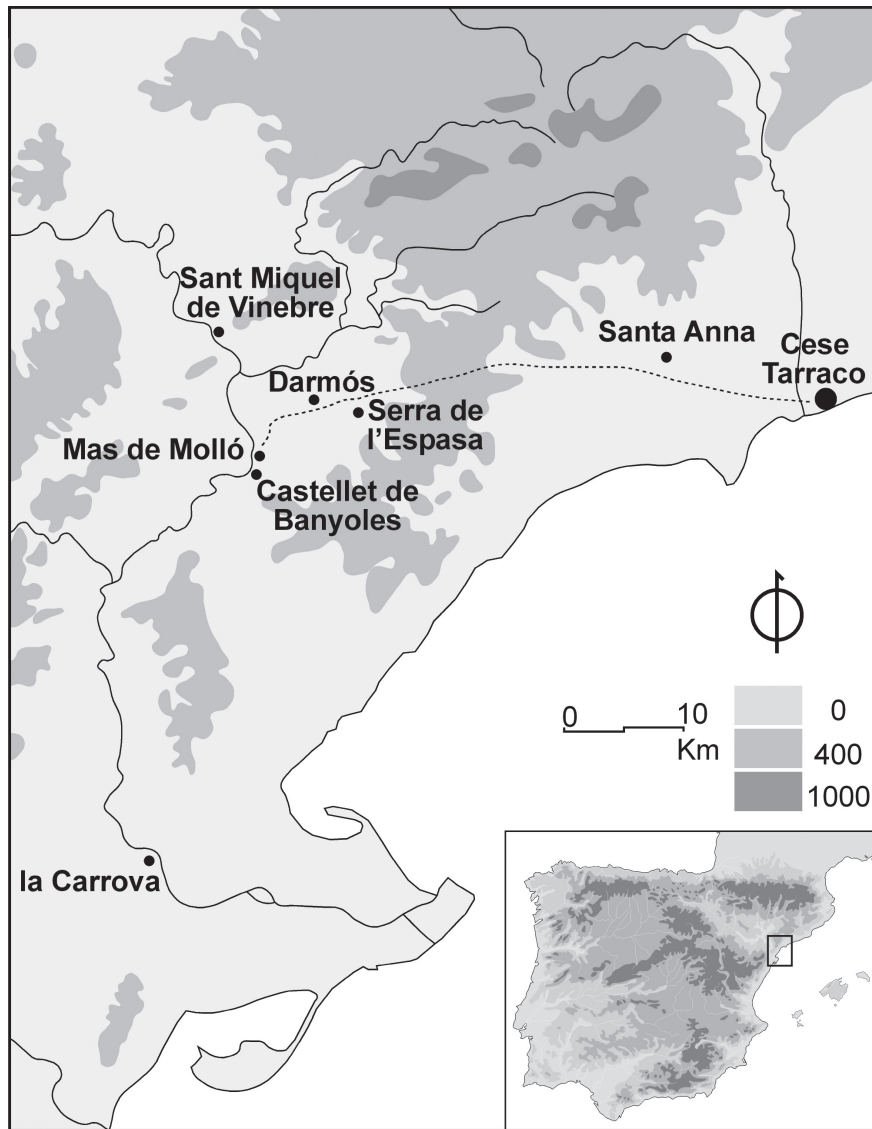 Sant Miquel
de Vinebre
Santa Anna
Cese
Tarraco
Darmós
Serra de
l'Espasa
Mas de Molló
Castellet de
Banyoles
0
10
Km
0
400
1000
la Carrova